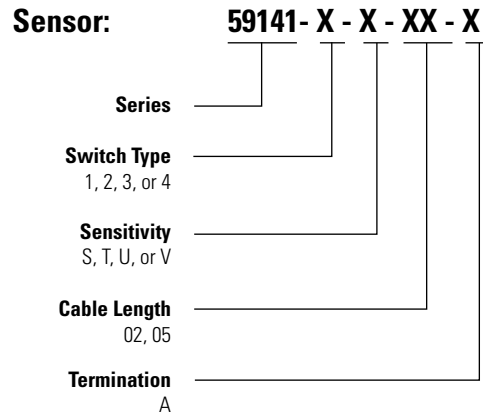 Sensor: 59141- X - X - XX - X
Series
Switch Type
1, 2, 3, or 4
Sensitivity
S, T, U, or V
Cable Length
02, 05
Termination
A